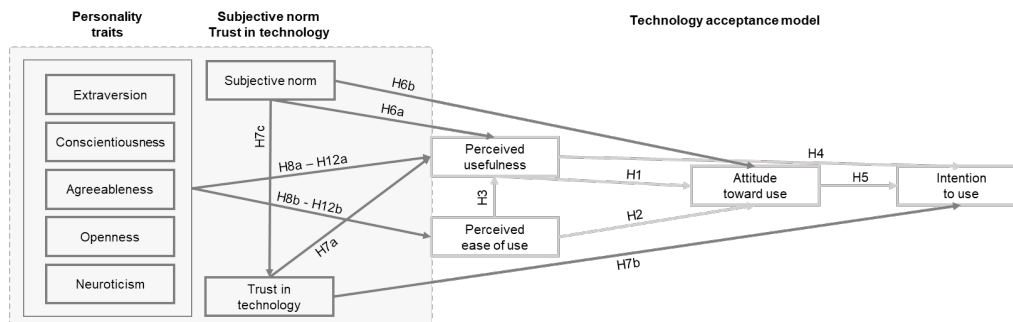 Personality
traits
Subjective norm
Trust in technology
Technology acceptance model
Extraversion
Conscientiousness
Agreeableness
Openness
Neuroticism
Subjective norm
Trust in
technology
H6b
H6a
H7c
H8a – H12a
H8b - H12b
H7a
Perceived
usefulness
H3
Perceived
ease of use
H4
H1
H2
Attitude
toward use
H5
Intention
to use
H7b